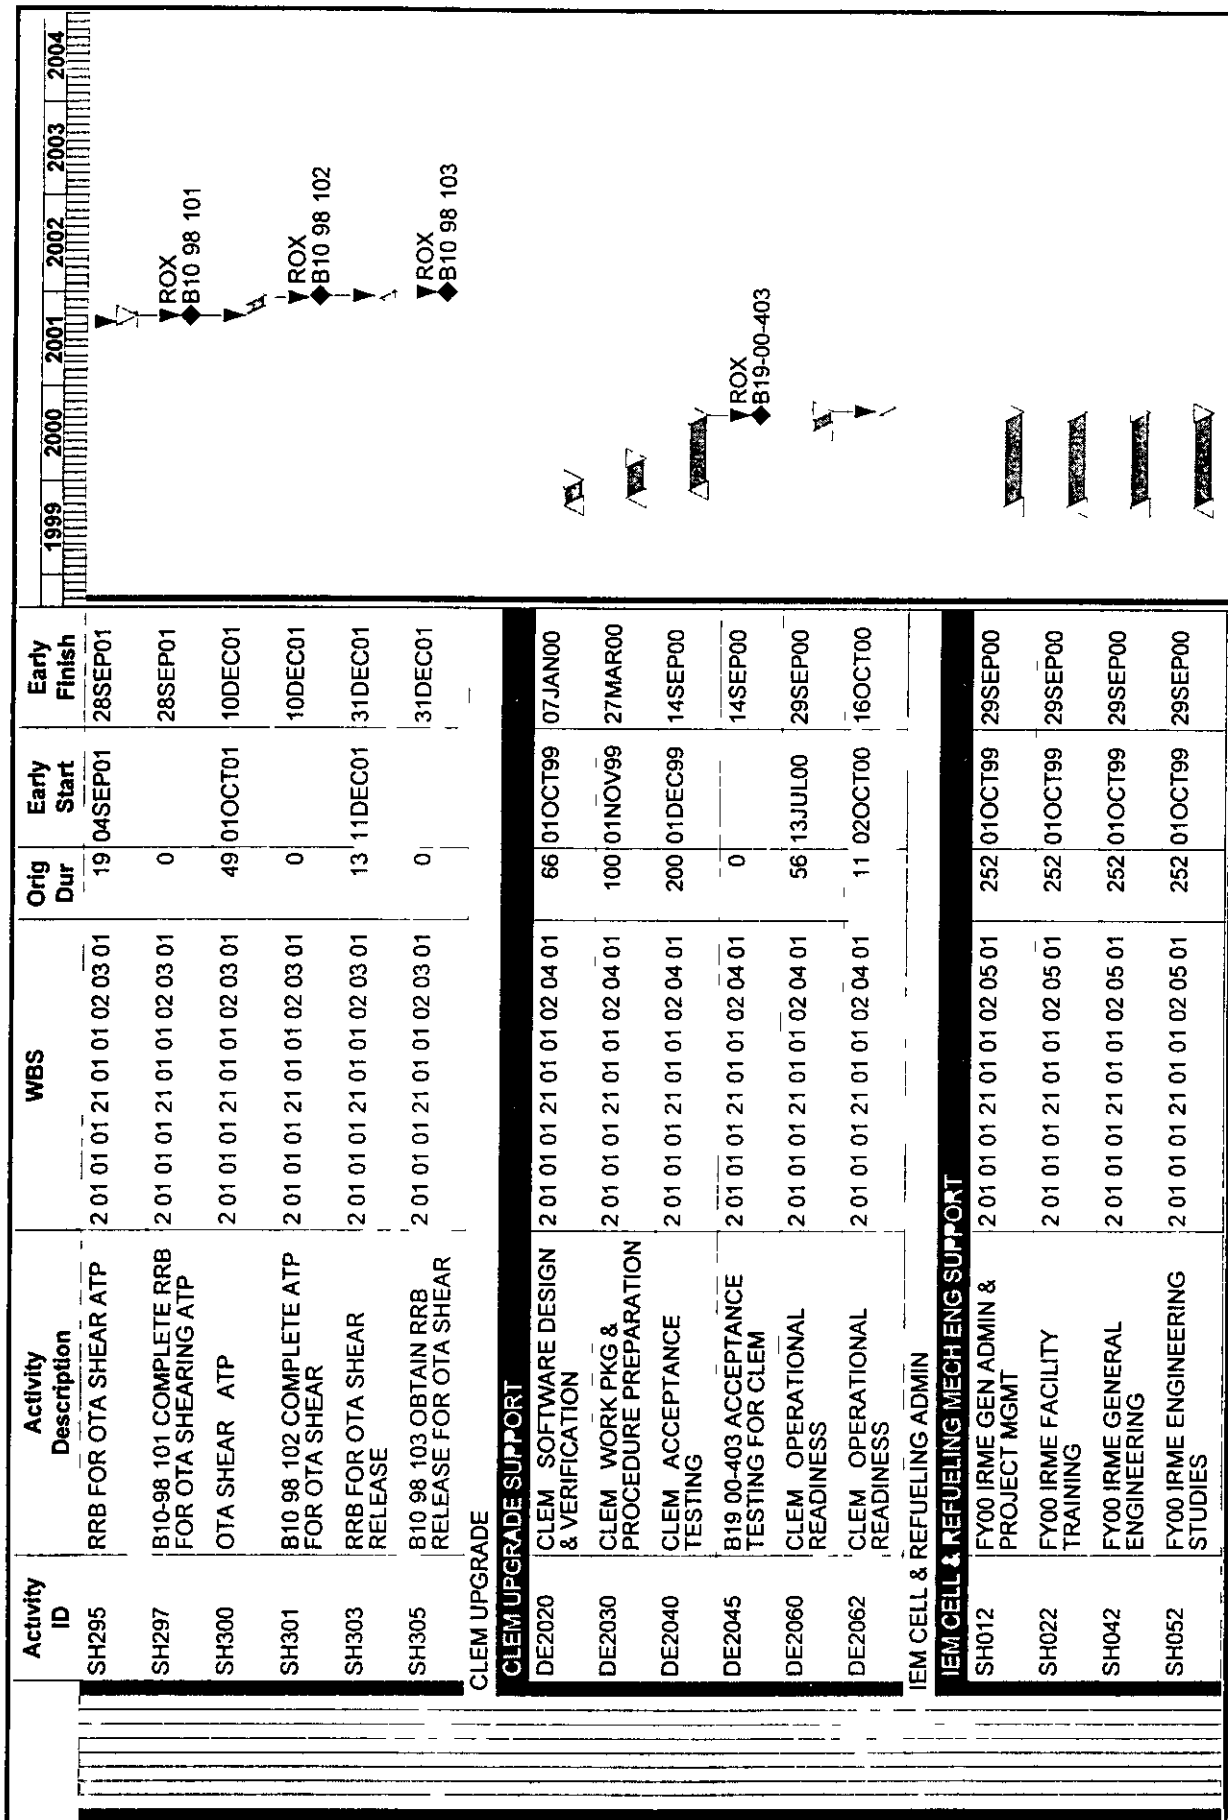 Activity ID Activity Description WBS Orig Dur Early Start Early Finish 1999 2000 2001 2002 2003 2004
SH295 RRB FOR OTA SHEAR ATP 2 01 01 01 21 01 01 02 03 01 19 04SEP01 28SEP01
SH297 B10-98 101 COMPLETE RRB 2 01 01 01 21 01 01 02 03 01 0 28SEP01 ROX
FOR OTA SHEARING ATP B10 98 101
SH300 OTA SHEAR ATP 2 01 01 01 21 01 01 02 03 01 49 01OCT01 10DEC01
SH301 B10 98 102 COMPLETE ATP 2 01 01 01 21 01 01 02 03 01 0 10DEC01 ROX
FOR OTA SHEAR B10 98 102
SH303 RRB FOR OTA SHEAR 2 01 01 01 21 01 01 02 03 01 13 11DEC01 31DEC01
RELEASE
SH305 B10 98 103 OBTAIN RRB 2 01 01 01 21 01 01 02 03 01 0 31DEC01 ROX
RELEASE FOR OTA SHEAR B10 98 103
CLEM UPGRADE
CLEM UPGRADE SUPPORT
DE2020 CLEM SOFTWARE DESIGN 2 01 01 01 21 01 01 02 04 01 66 01OCT99 07JAN00
& VERIFICATION
DE2030 CLEM WORK PKG & 2 01 01 01 21 01 01 02 04 01 100 01NOV99 27MAR00
PROCEDURE PREPARATION
DE2040 CLEM ACCEPTANCE 2 01 01 01 21 01 01 02 04 01 200 01DEC99 14SEP00
TESTING
DE2045 B19 00-403 ACCEPTANCE 2 01 01 01 21 01 01 02 04 01 0 14SEP00 ROX
TESTING FOR CLEM B19-00-403
DE2060 CLEM OPERATIONAL 2 01 01 01 21 01 01 02 04 01 56 13JUL00 29SEP00
READINESS
DE2062 CLEM OPERATIONAL 2 01 01 01 21 01 01 02 04 01 11 02OCT00 16OCT00
READINESS
IEM CELL & REFUELING ADMIN
IEM CELL & REFUELING MECH ENG SUPPORT
SH012 FY00 IRME GEN ADMIN & 2 01 01 01 21 01 01 02 05 01 252 01OCT99 29SEP00
PROJECT MGMT
SH022 FY00 IRME FACILITY 2 01 01 01 21 01 01 02 05 01 252 01OCT99 29SEP00
TRAINING
SH042 FY00 IRME GENERAL 2 01 01 01 21 01 01 02 05 01 252 01OCT99 29SEP00
ENGINEERING
SH052 FY00 IRME ENGINEERING 2 01 01 01 21 01 01 02 05 01 252 01OCT99 29SEP00
STUDIES